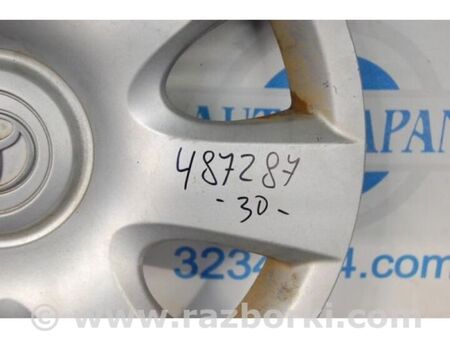 AUTO JAPAN
487287
-30-
3234 4.com
www.razborki.com